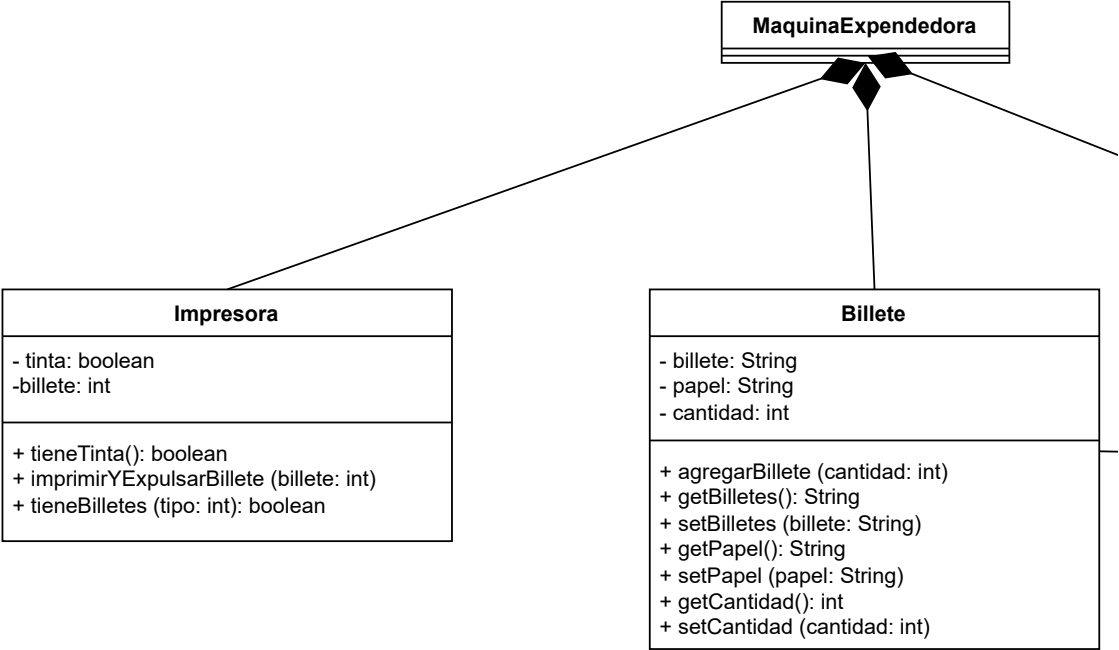 MaquinaExpendedora
Impresora
- tinta: boolean
-billete: int
+ tieneTinta(): boolean
+ imprimirYExpulsarBillete (billete: int)
+ tieneBilletes (tipo: int): boolean
Billete
- billete: String
- papel: String
- cantidad: int
+ agregarBillete (cantidad: int)
+ getBilletes(): String
+ setBilletes (billete: String)
+ getPapel(): String
+ setPapel (papel: String)
+ getCantidad(): int
+ setCantidad (cantidad: int)